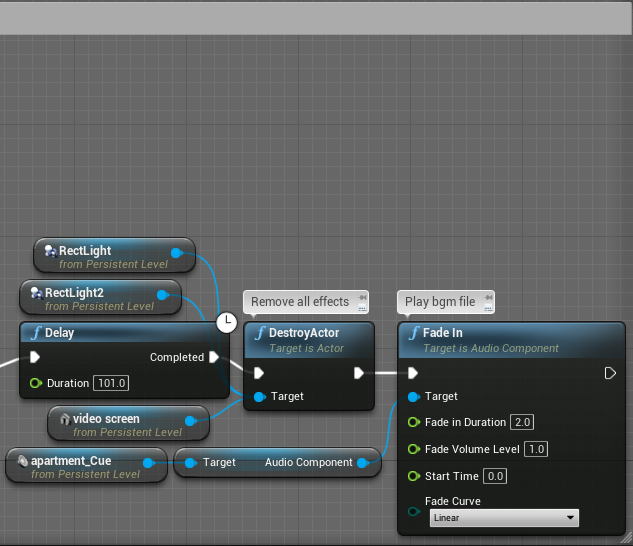 RectLight
from Persistent Level
RectLight2
from Persistent Level
Remove all effects
Play bgm file
Delay
Completed
Duration 101.0
DestroyActor
Target is Actor
Target
Fade In
Target is Audio Component
Target
Fade in Duration 2.0
Fade Volume Level 1.0
Start Time 0.0
Fade Curve
Linear
video screen
from Persistent Level
apartment_Cue
from Persistent Level
Target Audio Component